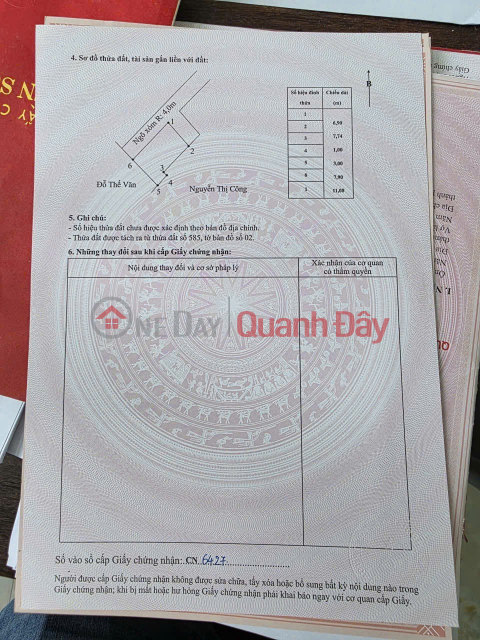 4. Sơ đồ thửa đất, tài sản gắn liền với đất:
B
Số hiệu đỉnh thửa
Chiều dài (m)
1
6,90
2
7,74
3
4
1,00
5
3,00
6
7,90
1
11,03
Ngõ xóm R: 4,0m
1
2
3
4
5
6
Đỗ Thế Vân
Nguyễn Thị Công
5. Ghi chú:
- Số hiệu thửa đất chưa được xác định theo bản đồ địa chính.
- Thửa đất được tách ra từ thửa đất số 585, tờ bản đồ số 02.
6. Những thay đổi sau khi cấp Giấy chứng nhận:
Nội dung thay đổi và cơ sở pháp lý
Xác nhận của cơ quan
có thẩm quyền
ONE DAY Quanh Đây
Số vào sổ cấp Giấy chứng nhận: CN 6427
Người được cấp Giấy chứng nhận không được sửa chữa, tẩy xóa hoặc bổ sung bất kỳ nội dung nào trong
Giấy chứng nhận; khi bị mất hoặc hư hỏng Giấy chứng nhận phải khai báo ngay với cơ quan cấp Giấy.